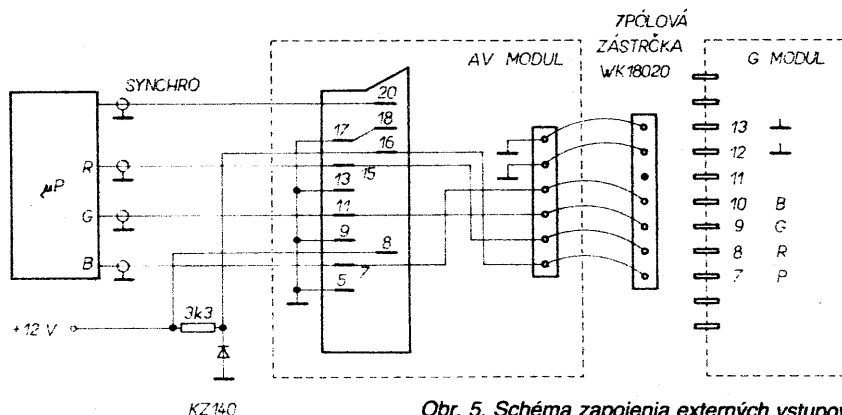 7PÓLOVÁ
ZÁSTRČKA
WK18020
AV MODUL
G MODUL
SYNCHRO
μP
R
G
B
20
18
17
16
15
13
11
9
8
7
5
13 ⊥
12 ⊥
11
10 B
9 G
8 R
7 P
3k3
+12 V
KZ140
Obr. 5. Schéma zapojenia externých vstupov